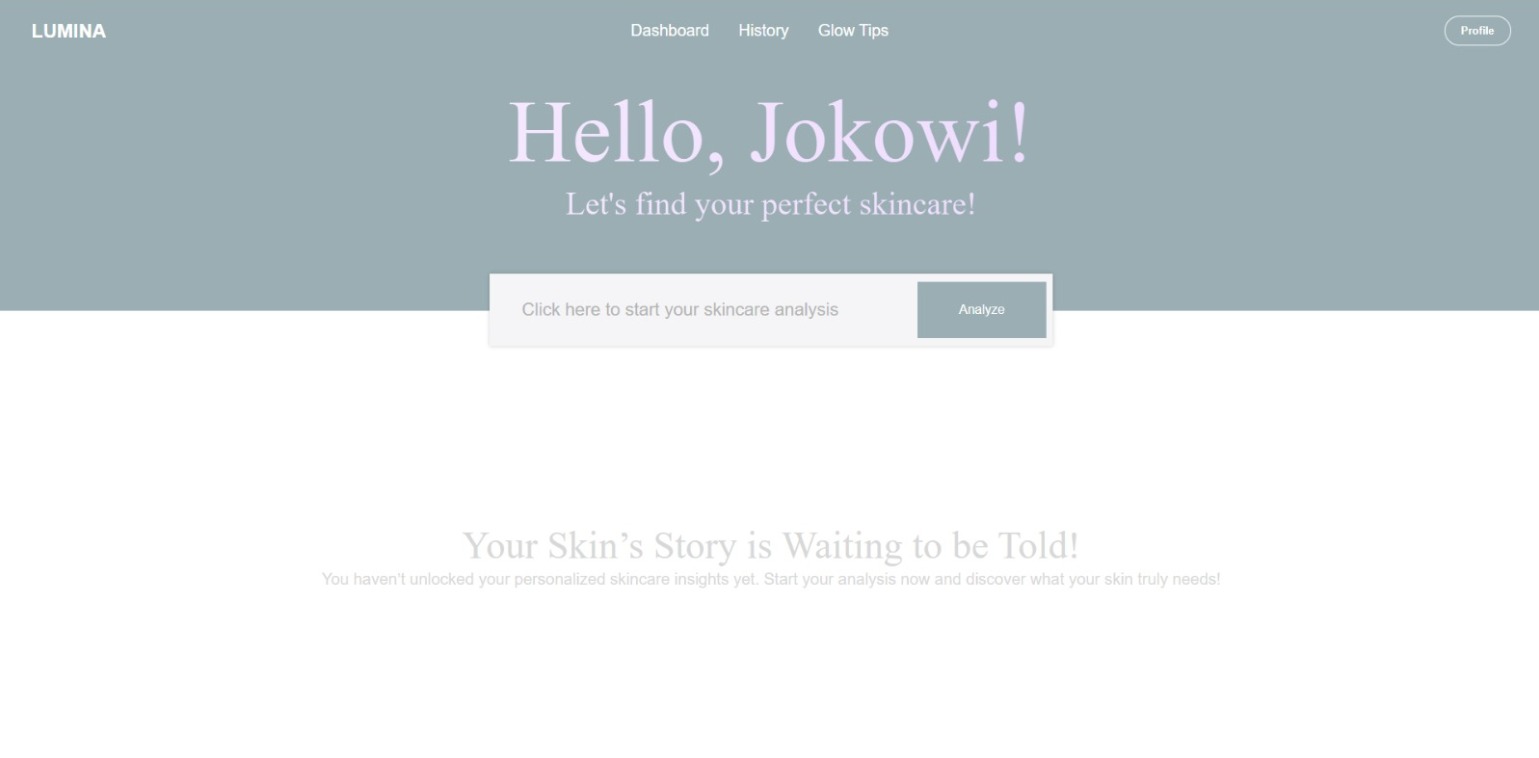 LUMINA
Dashboard
History
Glow Tips
Profile
Hello, Jokowi!
Let's find your perfect skincare!
Click here to start your skincare analysis
Analyze
Your Skin’s Story is Waiting to be Told!
You haven't unlocked your personalized skincare insights yet. Start your analysis now and discover what your skin truly needs!